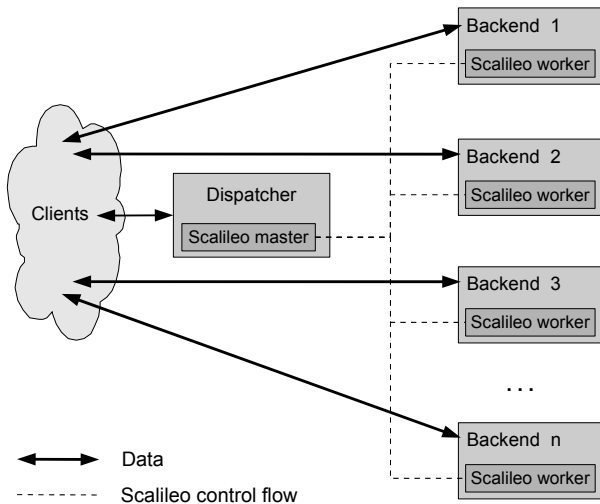 Backend 1
Scalileo worker
Backend 2
Scalileo worker
Clients
Dispatcher
Scalileo master
Backend 3
Scalileo worker
. . .
Backend n
Scalileo worker
Data
Scalileo control flow